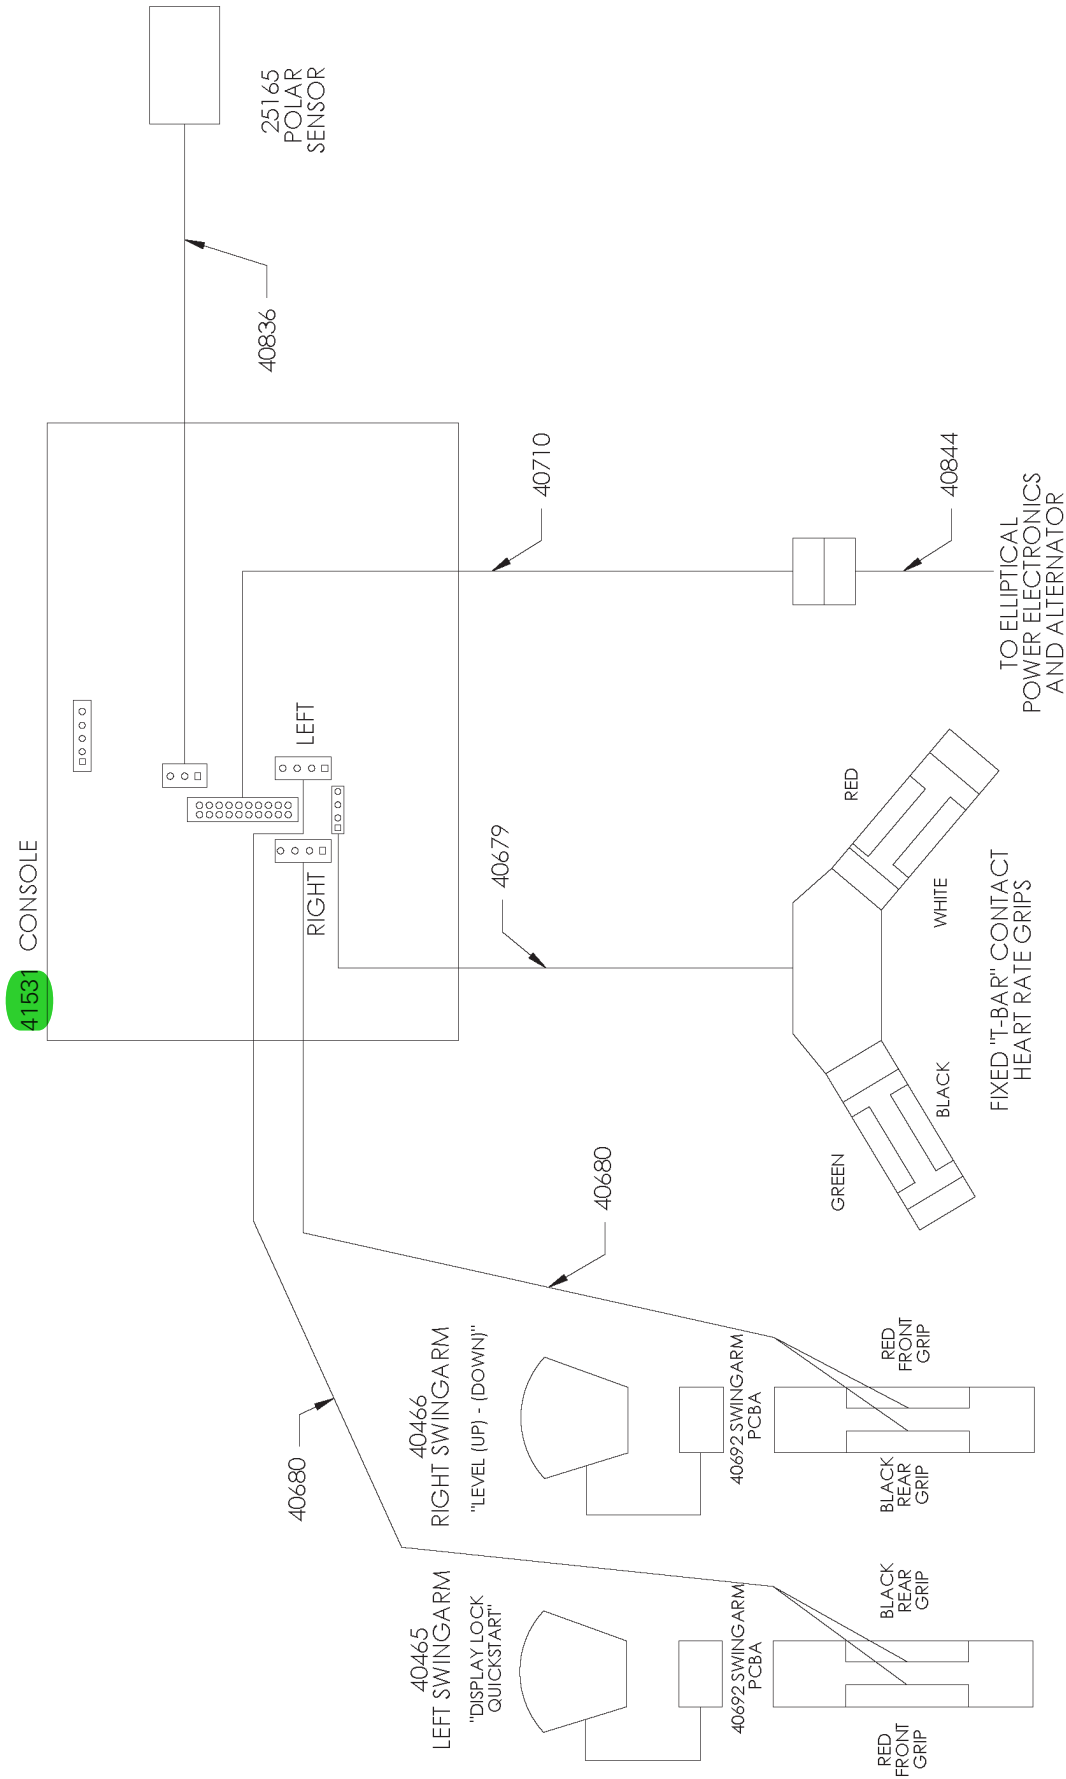 25165
POLAR
SENSOR
40836
41531 CONSOLE
LEFT
RIGHT
40710
40844
TO ELLIPTICAL
POWER ELECTRONICS
AND ALTERNATOR
40679
RED
WHITE
FIXED "T-BAR" CONTACT
HEART RATE GRIPS
BLACK
GREEN
40680
40680
40466
RIGHT SWINGARM
"LEVEL (UP) - (DOWN)"
40692 SWINGARM
PCBA
RED
FRONT
GRIP
BLACK
REAR
GRIP
40465
LEFT SWINGARM
"DISPLAY LOCK
QUICKSTART"
40692 SWINGARM
PCBA
BLACK
REAR
GRIP
RED
FRONT
GRIP